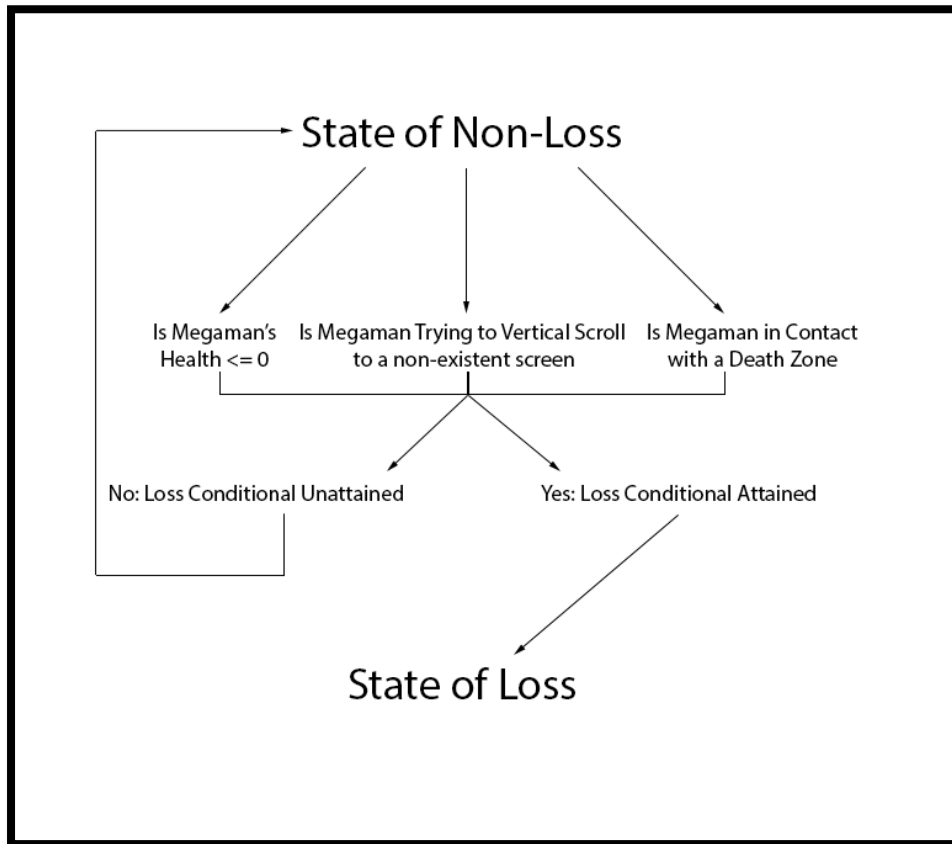 State of Non-Loss
Is Megaman's
Health <= 0
Is Megaman Trying to Vertical Scroll
to a non-existent screen
Is Megaman in Contact
with a Death Zone
No: Loss Conditional Unattained
Yes: Loss Conditional Attained
State of Loss